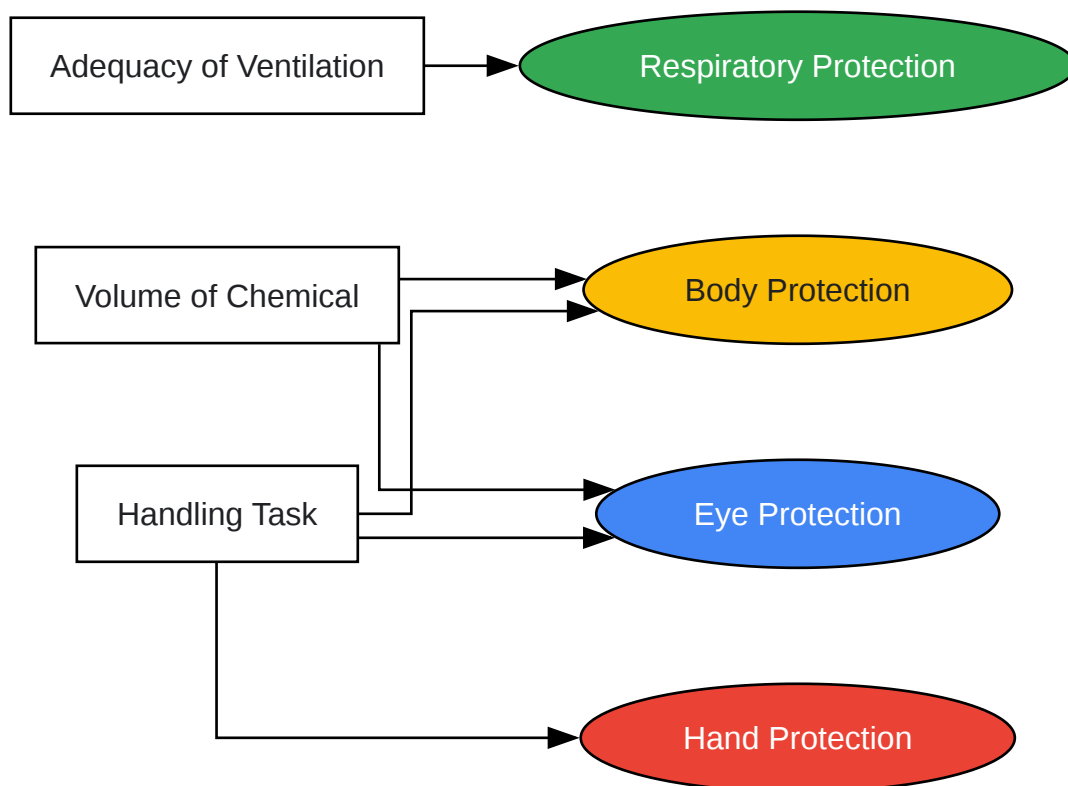 Adequacy of Ventilation
Respiratory Protection
Volume of Chemical
Body Protection
Handling Task
Eye Protection
Hand Protection